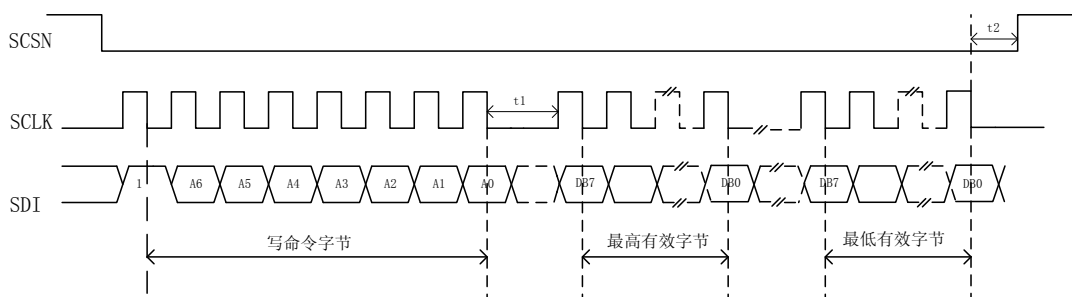 SCSN
t2
SCLK
t1
SDI
1 A6 A5 A4 A3 A2 A1 A0 DB7 DB0 DB7 DB0
写命令字节 最高有效字节 最低有效字节